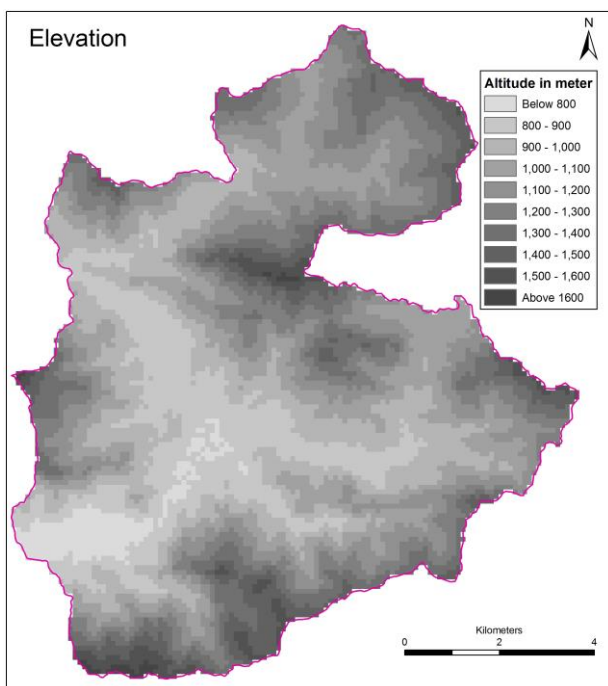 Elevation
N
Altitude in meter
Below 800
800 - 900
900 - 1,000
1,000 - 1,100
1,100 - 1,200
1,200 - 1,300
1,300 - 1,400
1,400 - 1,500
1,500 - 1,600
Above 1600
Kilometers
0 1 2 4